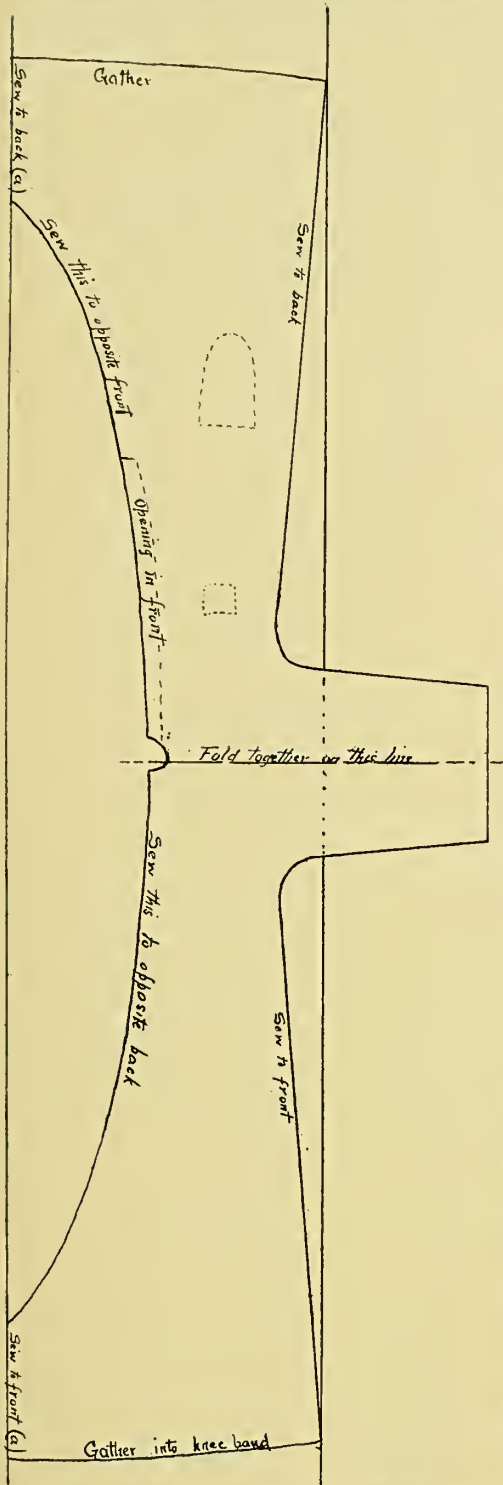 Gather
Sew to back (a)
Sew this to opposite front
Sew to back
Opening in front
Fold together on this line
Sew this to opposite back
Sew to front
Sew to front (a)
Gather into knee band